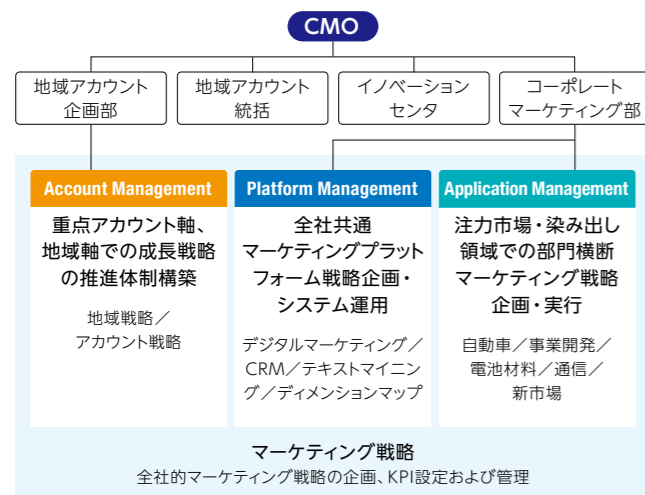 CMO
地域アカウント
企画部
地域アカウント
統括
イノベーション
センタ
コーポレート
マーケティング部
Account Management
重点アカウント軸、
地域軸での成長戦略
の推進体制構築
地域戦略／
アカウント戦略
Platform Management
全社共通
マーケティングプラット
フォーム戦略企画・
システム運用
デジタルマーケティング／
CRM／テキストマイニン
グ／ディメンションマップ
Application Management
注力市場・染み出し
領域での部門横断
マーケティング戦略
企画・実行
自動車／事業開発／
電池材料／通信／
新市場
マーケティング戦略
全社的マーケティング戦略の企画、KPI設定および管理